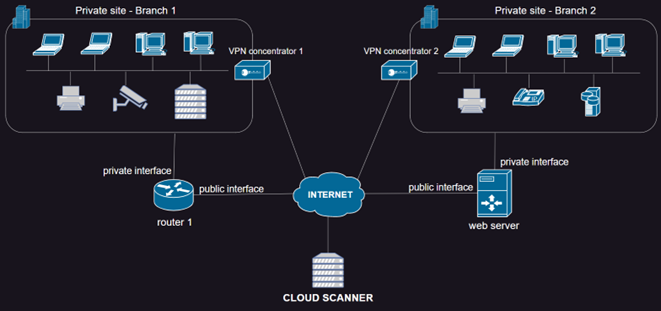 Private site - Branch 1
Private site - Branch 2
VPN concentrator 1
VPN concentrator 2
private interface
private interface
public interface
INTERNET
public interface
router 1
web server
CLOUD SCANNER